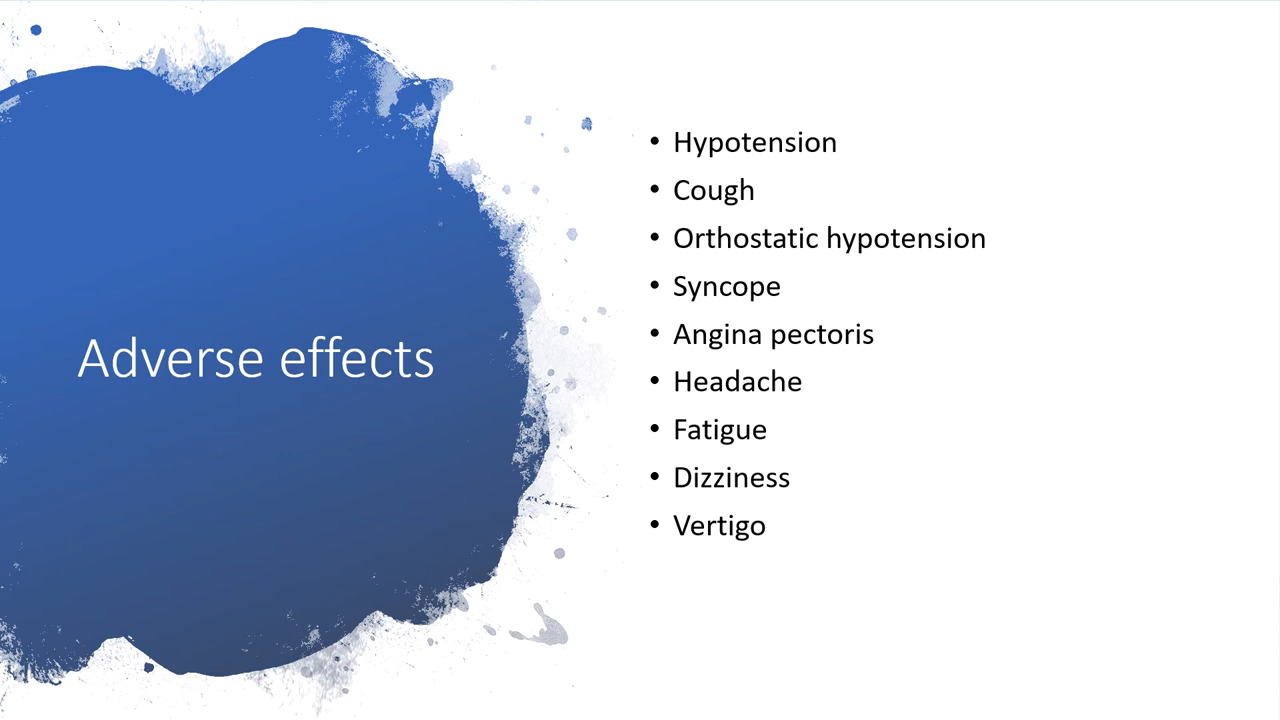 Adverse effects
• Hypotension
• Cough
• Orthostatic hypotension
• Syncope
• Angina pectoris
• Headache
• Fatigue
• Dizziness
• Vertigo